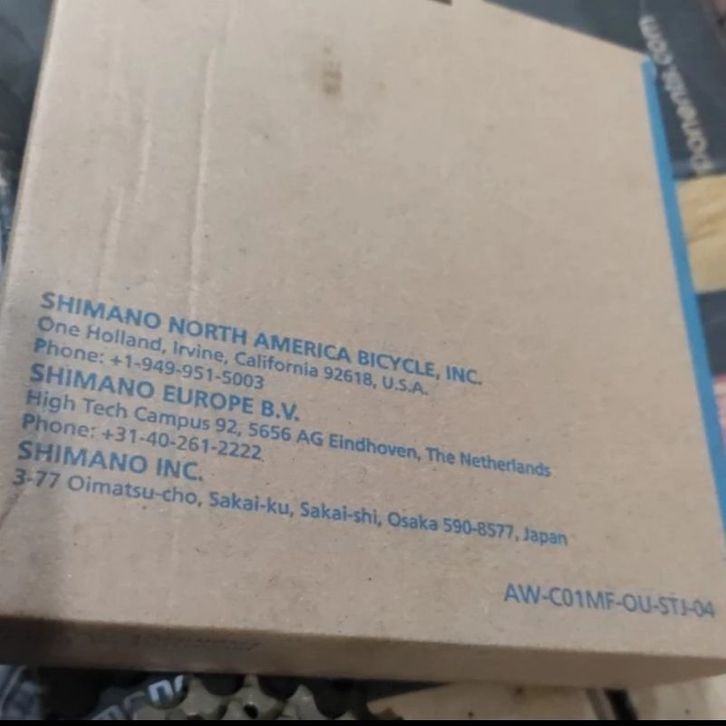 SHIMANO NORTH AMERICA BICYCLE, INC.
One Holland, Irvine, California 92618, U.S.A.
Phone: +1-949-951-5003
SHIMANO EUROPE B.V.
High Tech Campus 92, 5656 AG Eindhoven, The Netherlands
Phone: +31-40-261-2222
SHIMANO INC.
3-77 Oimatsu-cho, Sakai-ku, Sakai-shi, Osaka 590-8577, Japan
AW-C01MF-OU-STJ-04